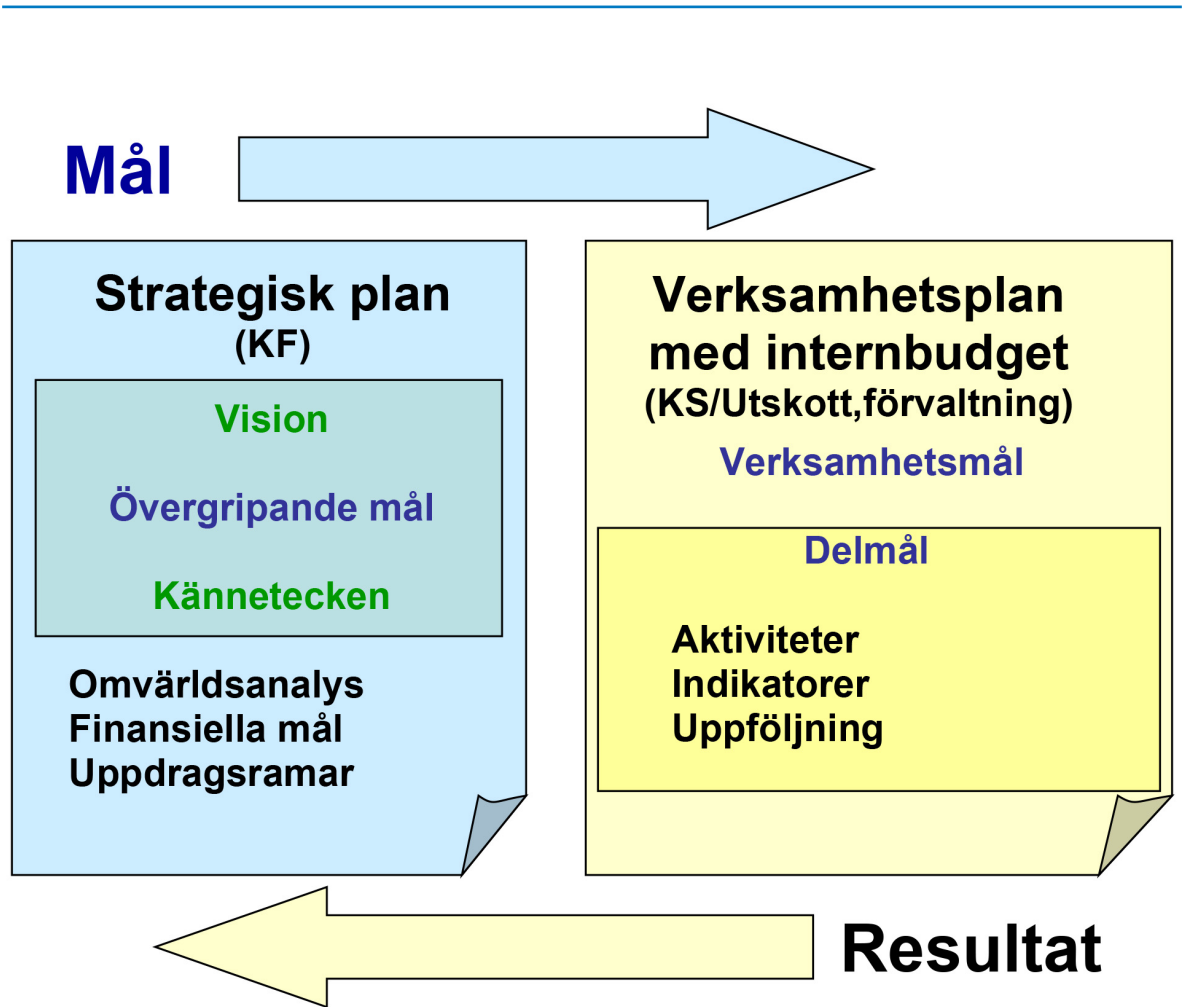 Mål
Strategisk plan
(KF)
Vision
Övergripande mål
Kännetecken
Omvärldsanalys
Finansiella mål
Uppdragsramar
Verksamhetsplan
med internbudget
(KS/Utskott,förvaltning)
Verksamhetsmål
Delmål
Aktiviteter
Indikatorer
Uppföljning
Resultat